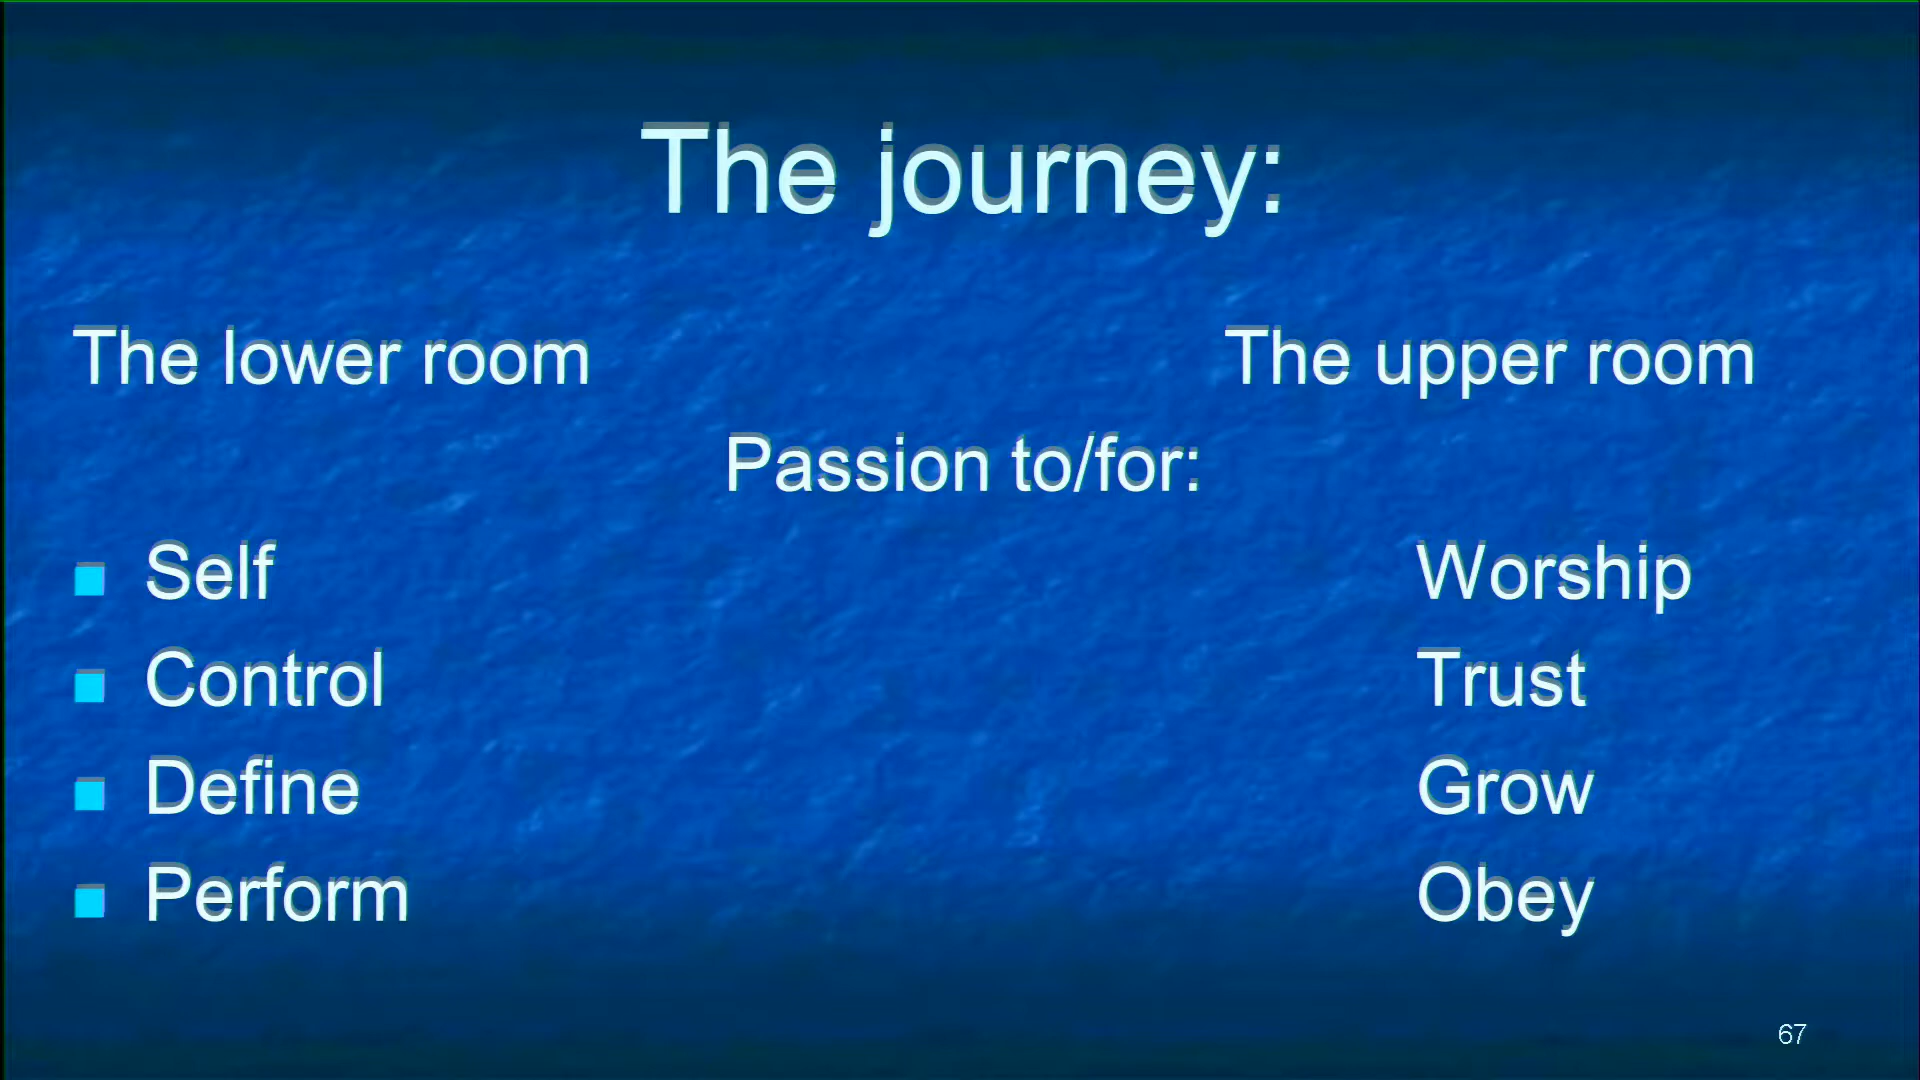 The journey:
The lower room The upper room
Passion to/for:
Self Worship
Control Trust
Define Grow
Perform Obey
67